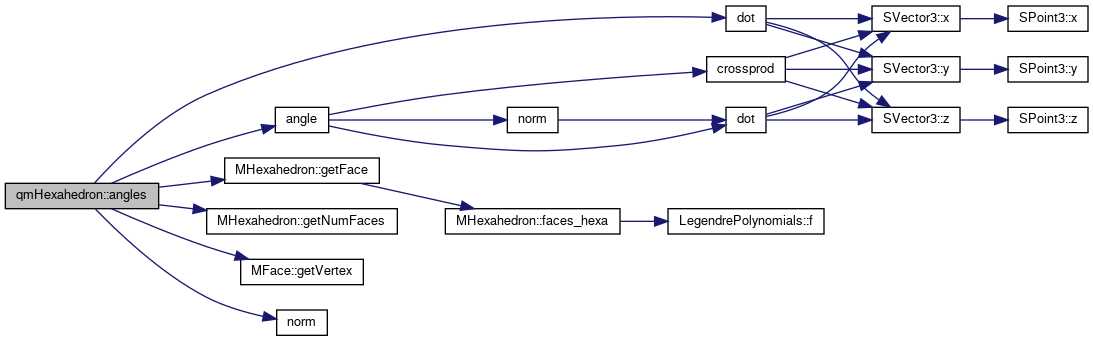 dot
SVector3::x
SPoint3::x
crossprod
SVector3::y
SPoint3::y
angle
norm
dot
SVector3::z
SPoint3::z
MHexahedron::getFace
qmHexahedron::angles
MHexahedron::getNumFaces
MHexahedron::faces_hexa
LegendrePolynomials::f
MFace::getVertex
norm